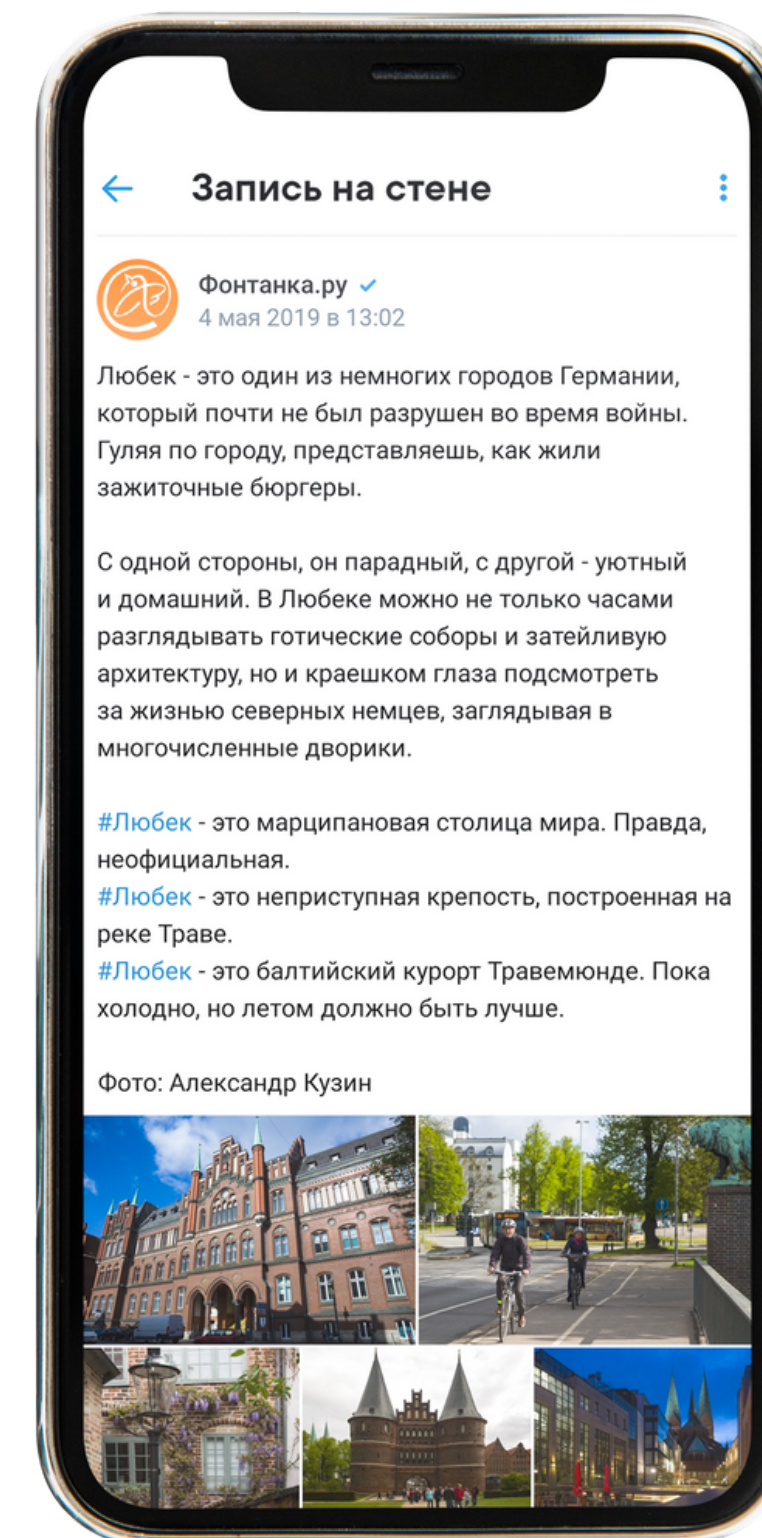 Запись на стене
Фонтанка.ру
4 мая 2019 в 13:02
Любек - это один из немногих городов Германии,
который почти не был разрушен во время войны.
Гуляя по городу, представляешь, как жили
зажиточные бюргеры.
С одной стороны, он парадный, с другой - уютный
и домашний. В Любеке можно не только часами
разглядывать готические соборы и затейливую
архитектуру, но и краешком глаза подсмотреть
за жизнью северных немцев, заглядывая в
многочисленные дворики.
#Любек - это марципановая столица мира. Правда,
неофициальная.
#Любек - это неприступная крепость, построенная на
реке Траве.
#Любек - это балтийский курорт Травемюнде. Пока
холодно, но летом должно быть лучше.
Фото: Александр Кузин